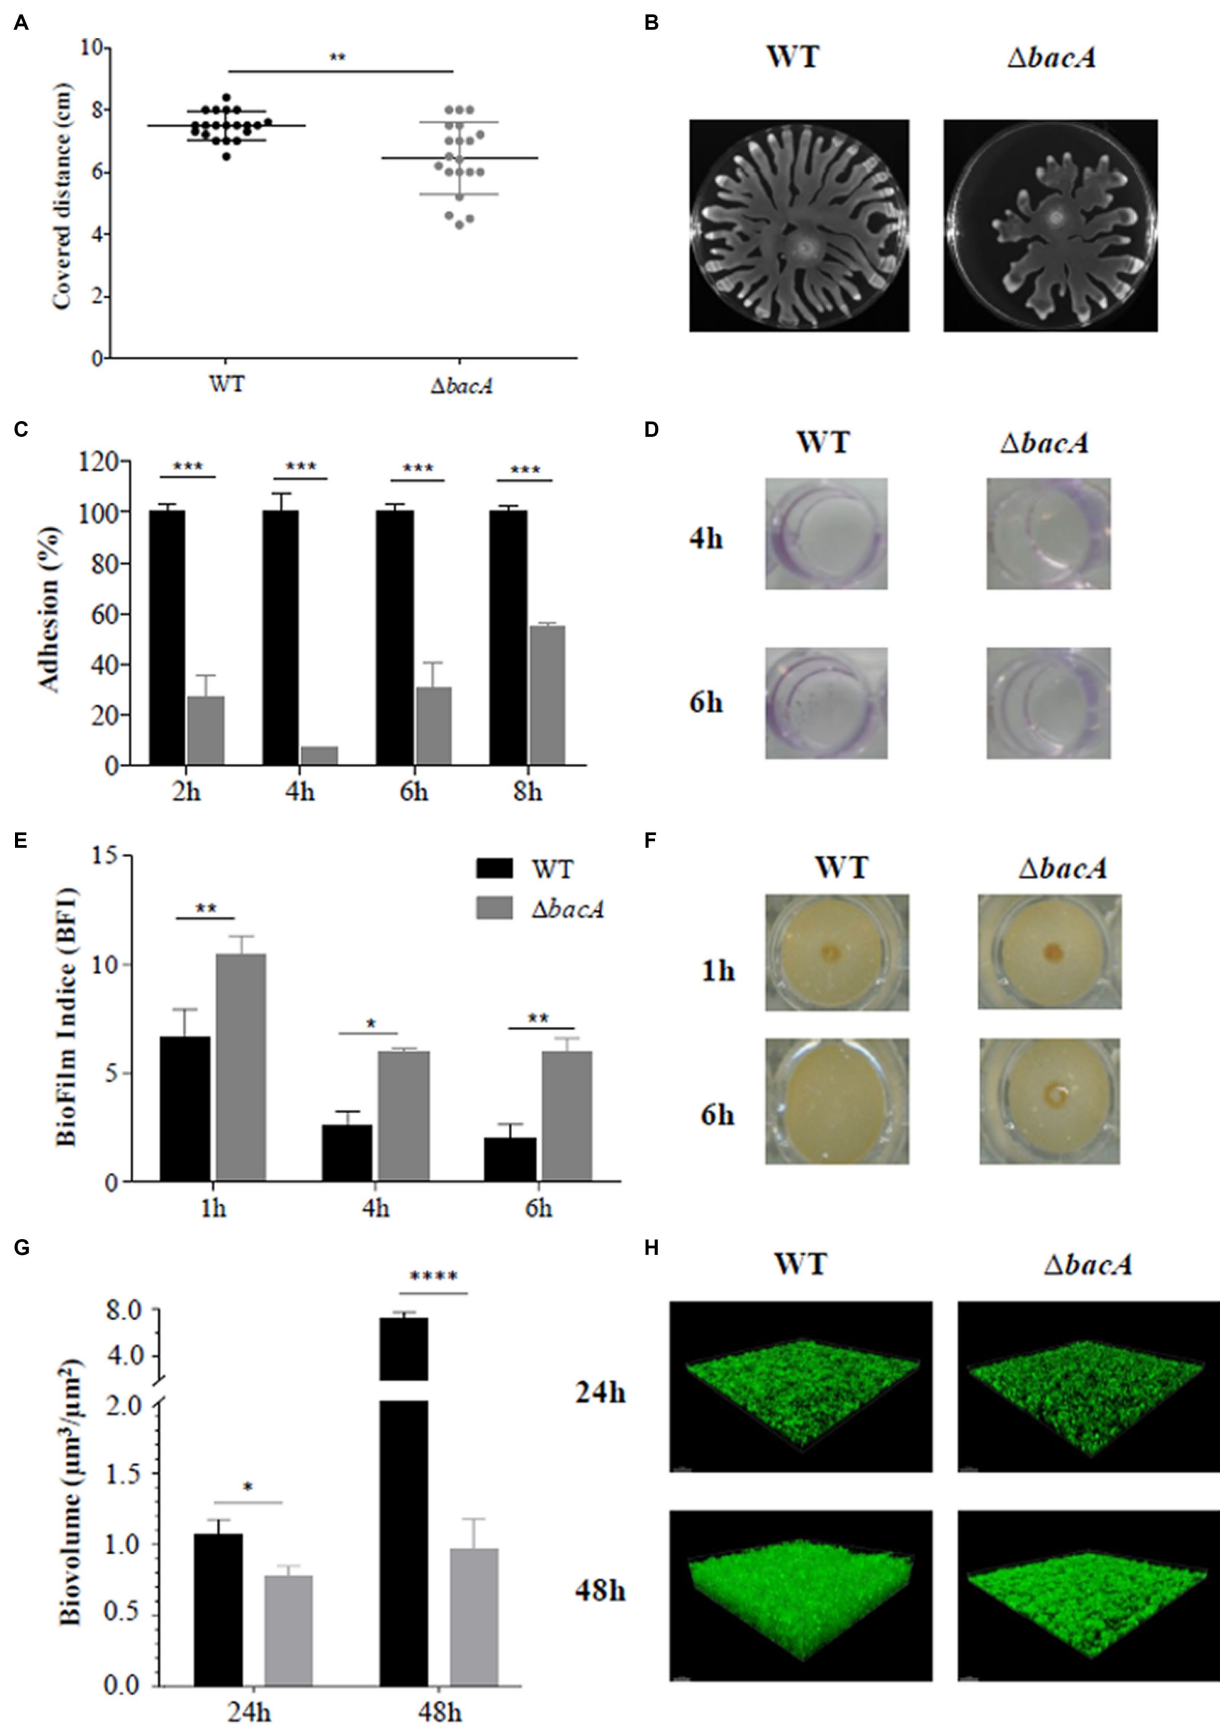 A
10
8
6
4
2
0
Covered distance (cm)
**
WT
ΔbacA
B
WT
ΔbacA
C
120
100
80
60
40
20
0
Adhesion (%)
***
***
***
***
2h
4h
6h
8h
D
WT
ΔbacA
4h
6h
E
15
10
5
0
BioFilm Indice (BFI)
**
*
**
WT
ΔbacA
1h
4h
6h
F
WT
ΔbacA
1h
6h
G
8.0
4.0
2.0
1.5
1.0
0.5
0.0
Biovolume (µm³/µm²)
*
****
24h
48h
H
WT
ΔbacA
24h
48h